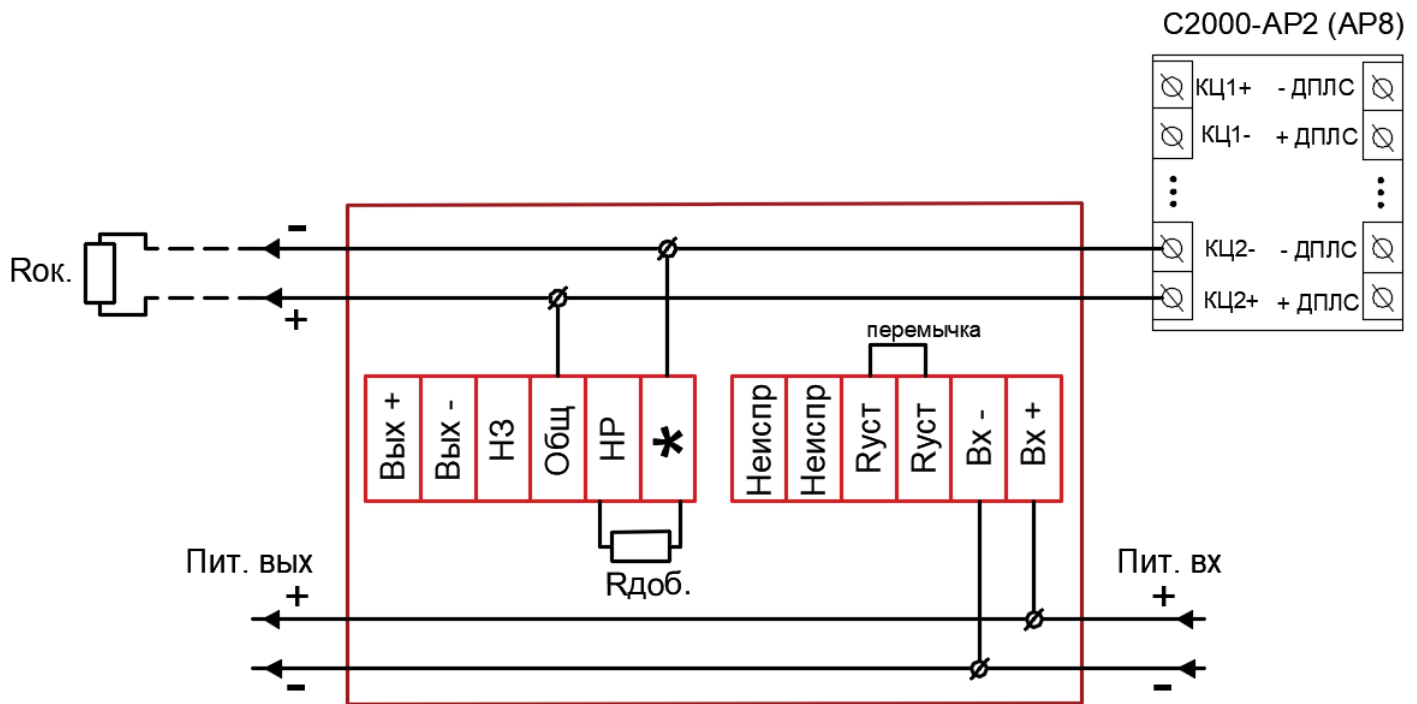 С2000-АР2 (АР8)
КЦ1+ - ДПЛС
КЦ1- + ДПЛС
КЦ2- - ДПЛС
КЦ2+ + ДПЛС
-
Rок.
+
перемычка
Вых +
Вых -
НЗ
Общ
НР
*
Неиспр
Неиспр
Rуст
Rуст
Вх -
Вх +
Rдоб.
Пит. вых
+
-
Пит. вх
+
-